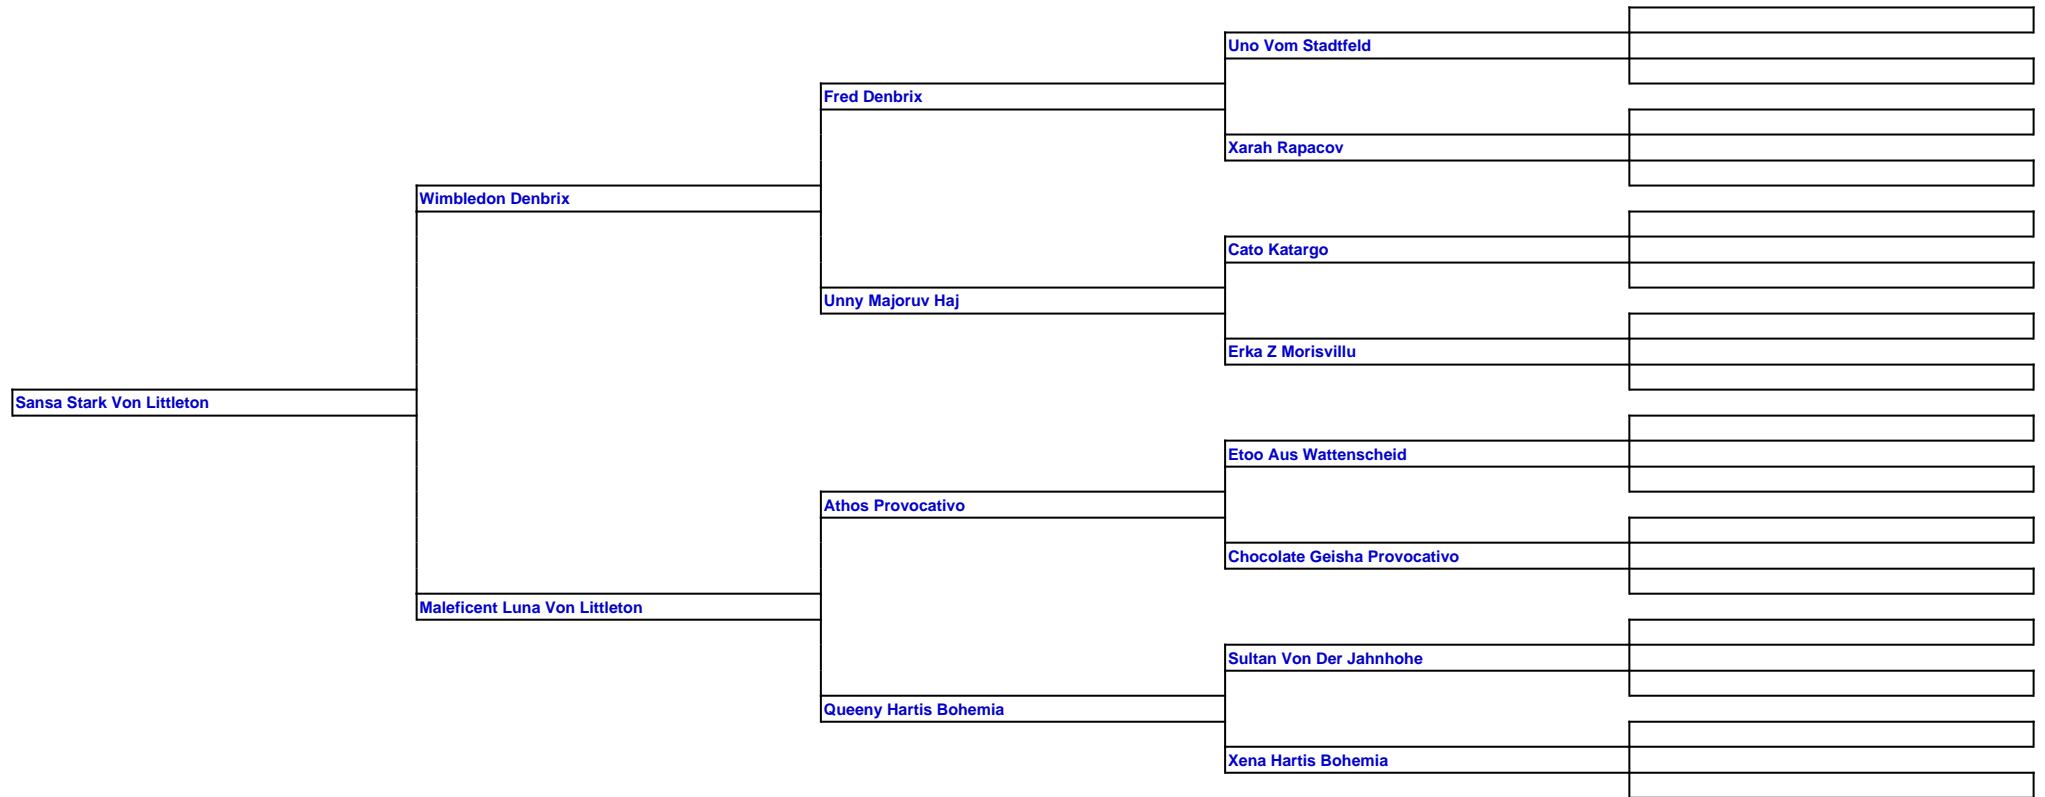 Uno Vom Stadtfeld
Fred Denbrix
Xarah Rapacov
Wimbledon Denbrix
Cato Katargo
Unny Majoruv Haj
Erka Z Morisvillu
Sansa Stark Von Littleton
Etoo Aus Wattenscheid
Athos Provocativo
Chocolate Geisha Provocativo
Maleficent Luna Von Littleton
Sultan Von Der Jahnhohe
Queeny Hartis Bohemia
Xena Hartis Bohemia